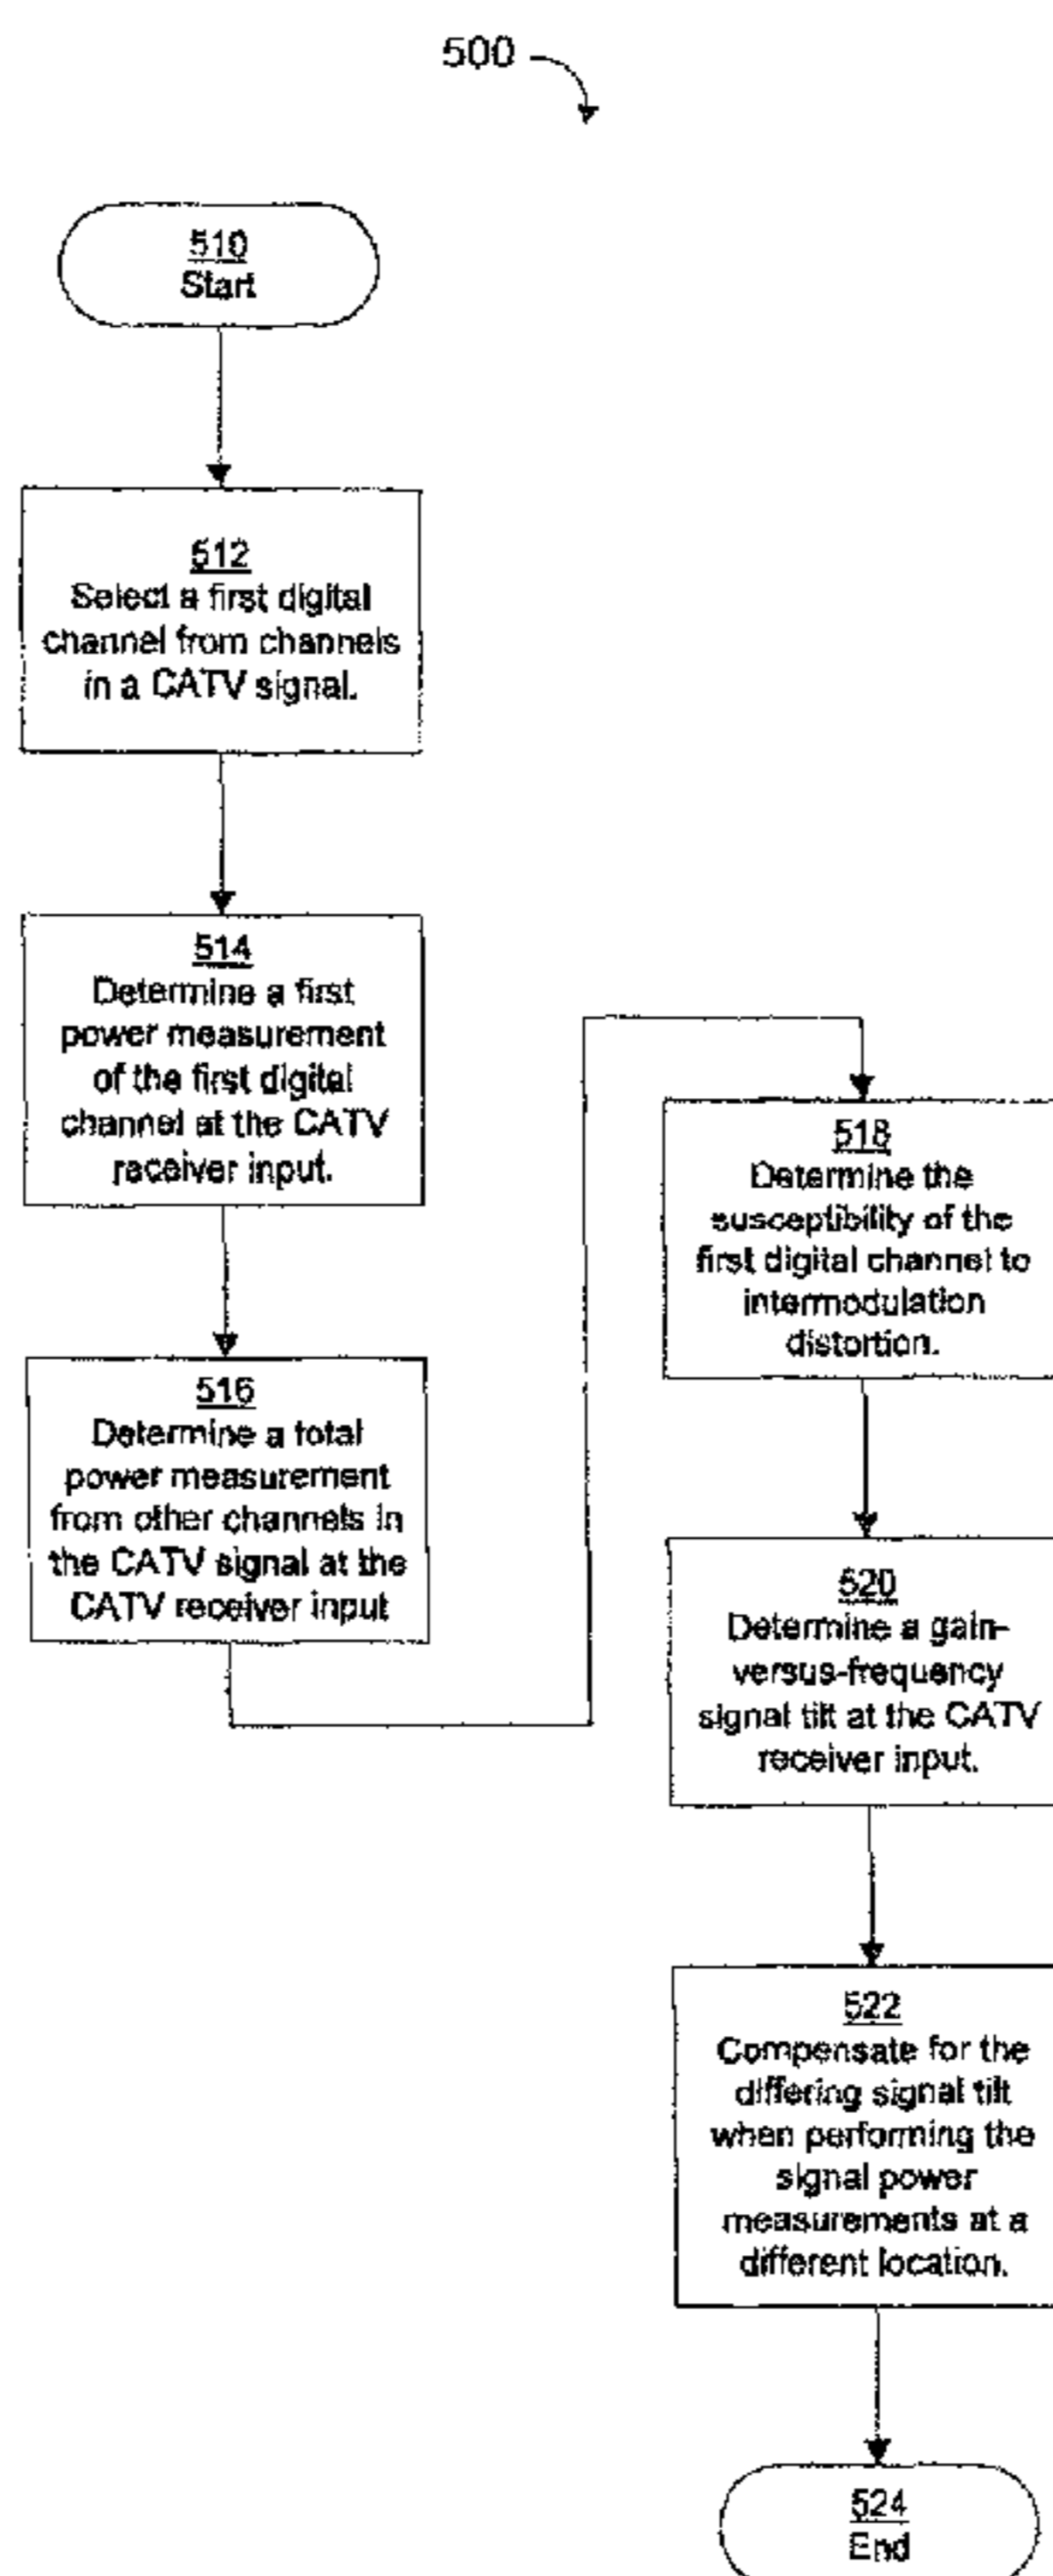 500
510
Start
512
Select a first digital
channel from channels
in a CATV signal.
514
Determine a first
power measurement
of the first digital
channel at the CATV
receiver input.
516
Determine a total
power measurement
from other channels in
the CATV signal at the
CATV receiver input
518
Determine the
susceptibility of the
first digital channel to
intermodulation
distortion.
520
Determine a gain-
versus-frequency
signal tilt at the CATV
receiver input.
522
Compensate for the
differing signal tilt
when performing the
signal power
measurements at a
different location.
524
End